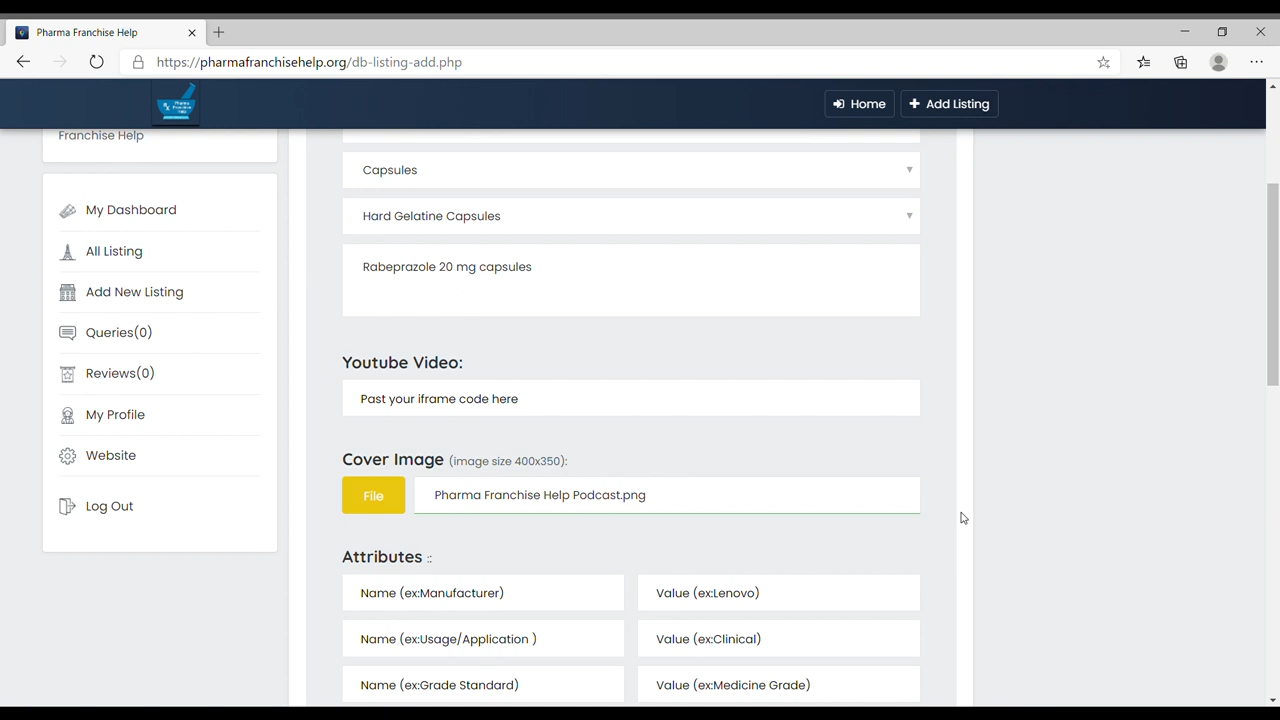 Pharma Franchise Help
https://pharmafranchisehelp.org/db-listing-add.php
Pharma
Franchise
Help
Home
Add Listing
Franchise Help
My Dashboard
All Listing
Add New Listing
Queries(0)
Reviews(0)
My Profile
Website
Log Out
Capsules
Hard Gelatine Capsules
Rabeprazole 20 mg capsules
Youtube Video:
Past your iframe code here
Cover Image (image size 400x350):
File
Pharma Franchise Help Podcast.png
Attributes ::
Name (ex:Manufacturer)
Value (ex:Lenovo)
Name (ex:Usage/Application )
Value (ex:Clinical)
Name (ex:Grade Standard)
Value (ex:Medicine Grade)